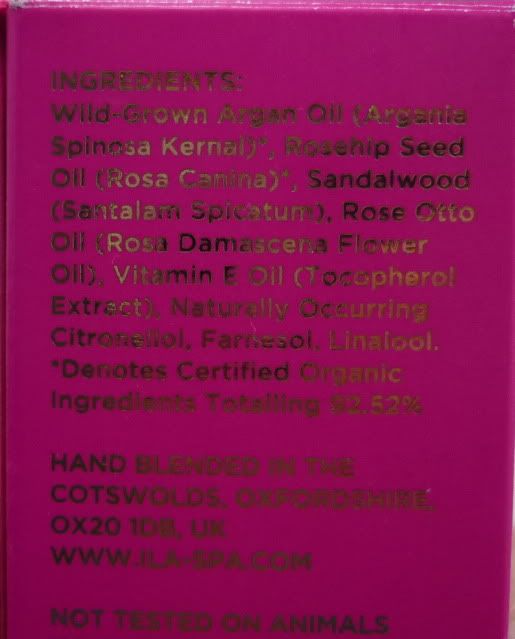 INGREDIENTS:
Wild-Grown Argan Oil (Argania
Spinosa Kernal)*, Rosehip Seed
Oil (Rosa Canina)*, Sandalwood
(Santalam Spicatum), Rose Otto
Oil (Rosa Damascena Flower
Oil), Vitamin E Oil (Tocopherol
Extract), Naturally Occurring
Citronellol, Farnesol, Linalool.
*Denotes Certified Organic
Ingredients Totalling 92.52%
HAND BLENDED IN THE
COTSWOLDS, OXFORDSHIRE,
OX20 1DB, UK
WWW.ILA-SPA.COM
NOT TESTED ON ANIMALS